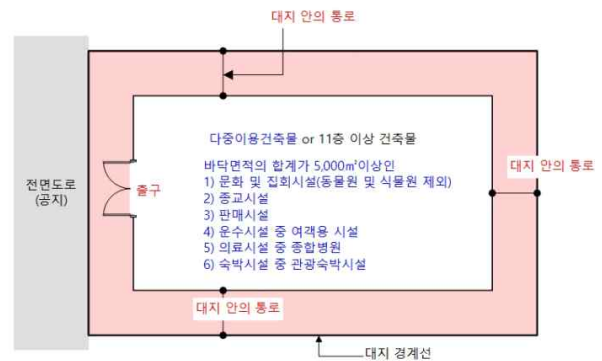 대지 안의 통로
다중이용건축물 or 11층 이상 건축물
바닥면적의 합계가 5,000㎡이상인
1) 문화 및 집회시설(동물원 및 식물원 제외)
2) 종교시설
3) 판매시설
4) 운수시설 중 여객용 시설
5) 의료시설 중 종합병원
6) 숙박시설 중 관광숙박시설
전면도로
(공지)
출구
대지 안의 통로
대지 안의 통로
대지 경계선